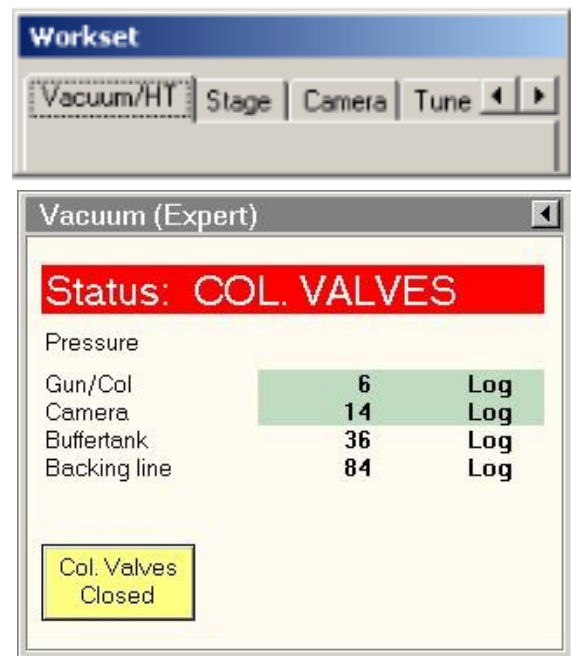 Workset
Vacuum/HT Stage Camera Tune
Vacuum (Expert)
Status: COL. VALVES
Pressure
Gun/Col 6 Log
Camera 14 Log
Buffertank 36 Log
Backing line 84 Log
Col. Valves
Closed